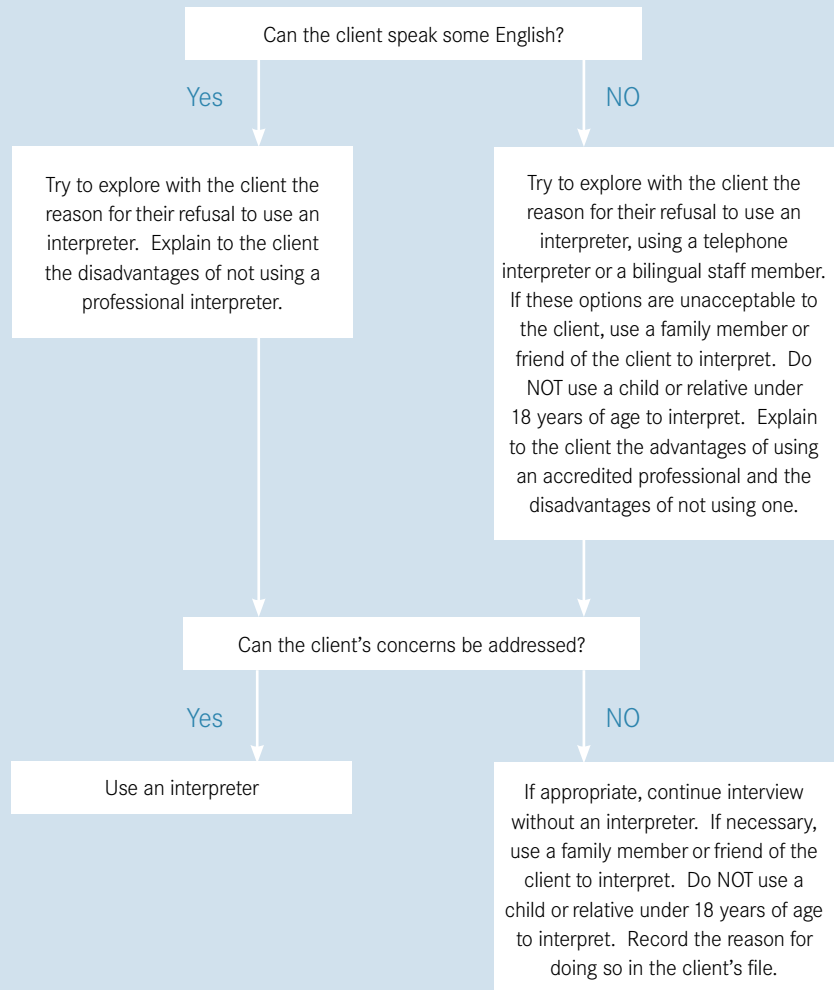 Can the client speak some English?
Yes
NO
Try to explore with the client the
reason for their refusal to use an
interpreter. Explain to the client
the disadvantages of not using a
professional interpreter.
Try to explore with the client the
reason for their refusal to use an
interpreter, using a telephone
interpreter or a bilingual staff member.
If these options are unacceptable to
the client, use a family member or
friend of the client to interpret. Do
NOT use a child or relative under
18 years of age to interpret. Explain
to the client the advantages of using
an accredited professional and the
disadvantages of not using one.
Can the client's concerns be addressed?
Yes
NO
Use an interpreter
If appropriate, continue interview
without an interpreter. If necessary,
use a family member or friend of the
client to interpret. Do NOT use a
child or relative under 18 years of age
to interpret. Record the reason for
doing so in the client's file.